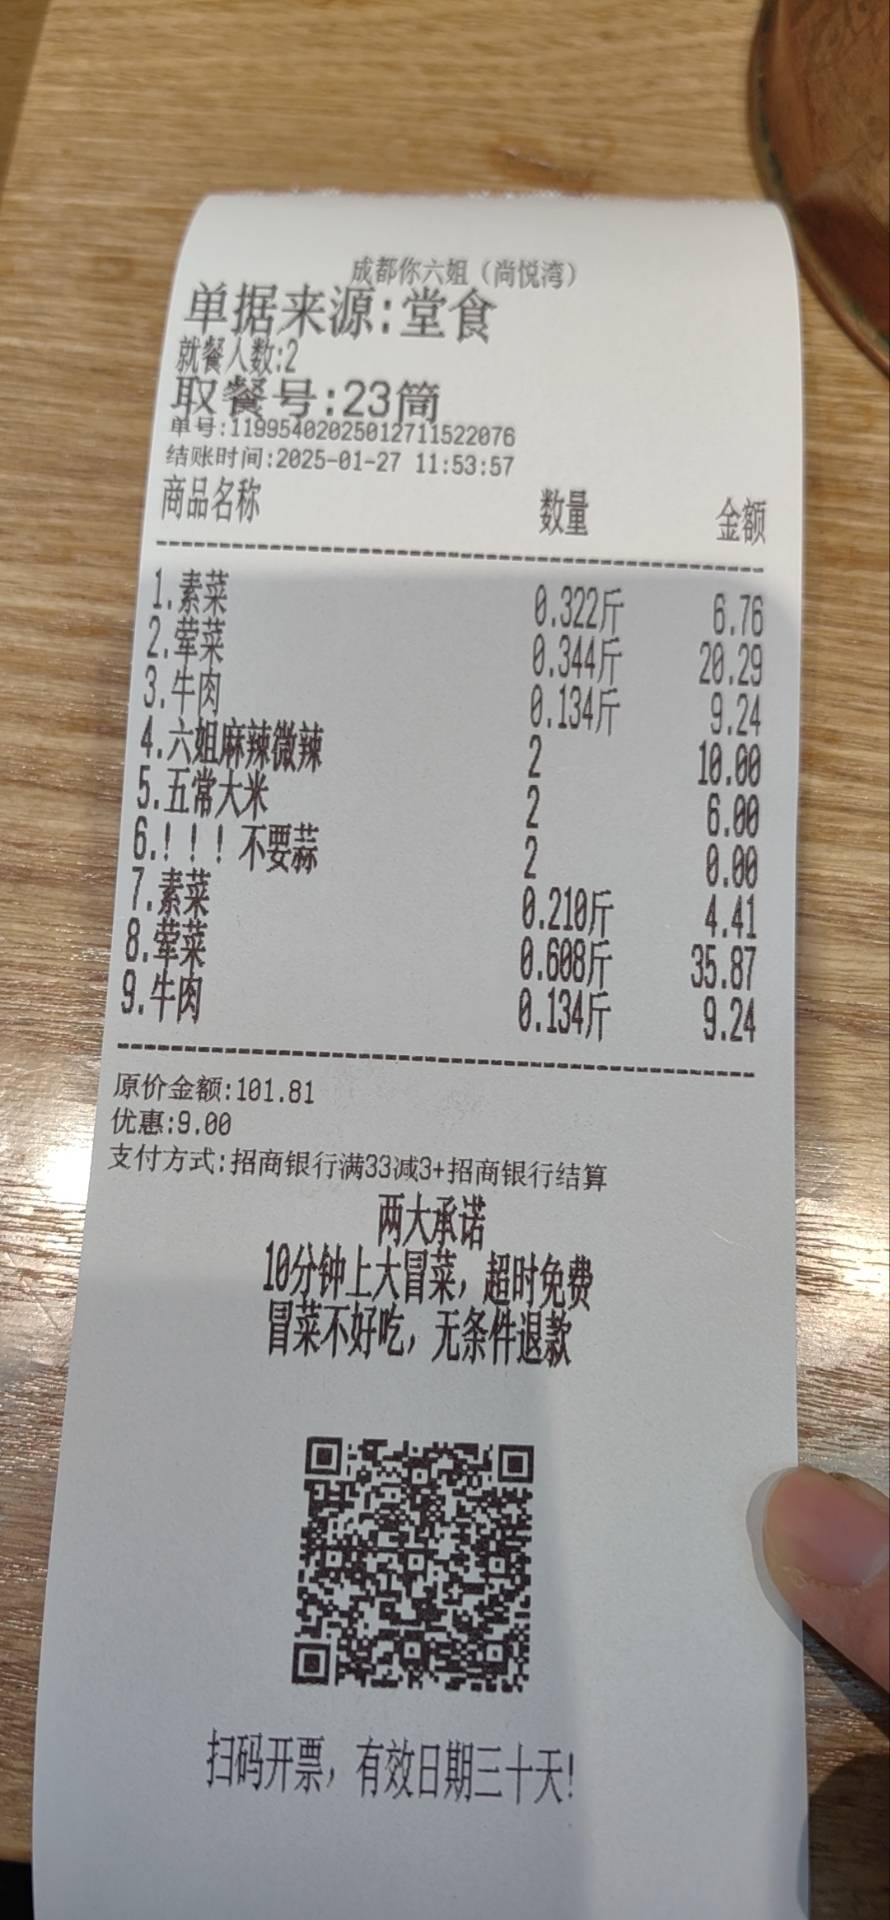 成都你六姐（尚悦湾）
单据来源:堂食
就餐人数:2
取餐号:23筒
单号:11995402025012711522076
结账时间:2025-01-27 11:53:57
商品名称 数量 金额
1.素菜 0.322斤 6.76
2.荤菜 0.344斤 20.29
3.牛肉 0.134斤 9.24
4.六姐麻辣微辣 2 10.00
5.五常大米 2 6.00
6.！！！不要蒜 2 0.00
7.素菜 0.210斤 4.41
8.荤菜 0.608斤 35.87
9.牛肉 0.134斤 9.24
原价金额:101.81
优惠:9.00
支付方式:招商银行满33减3+招商银行结算
两大承诺
10分钟上大冒菜，超时免费
冒菜不好吃，无条件退款
扫码开票，有效日期三十天!